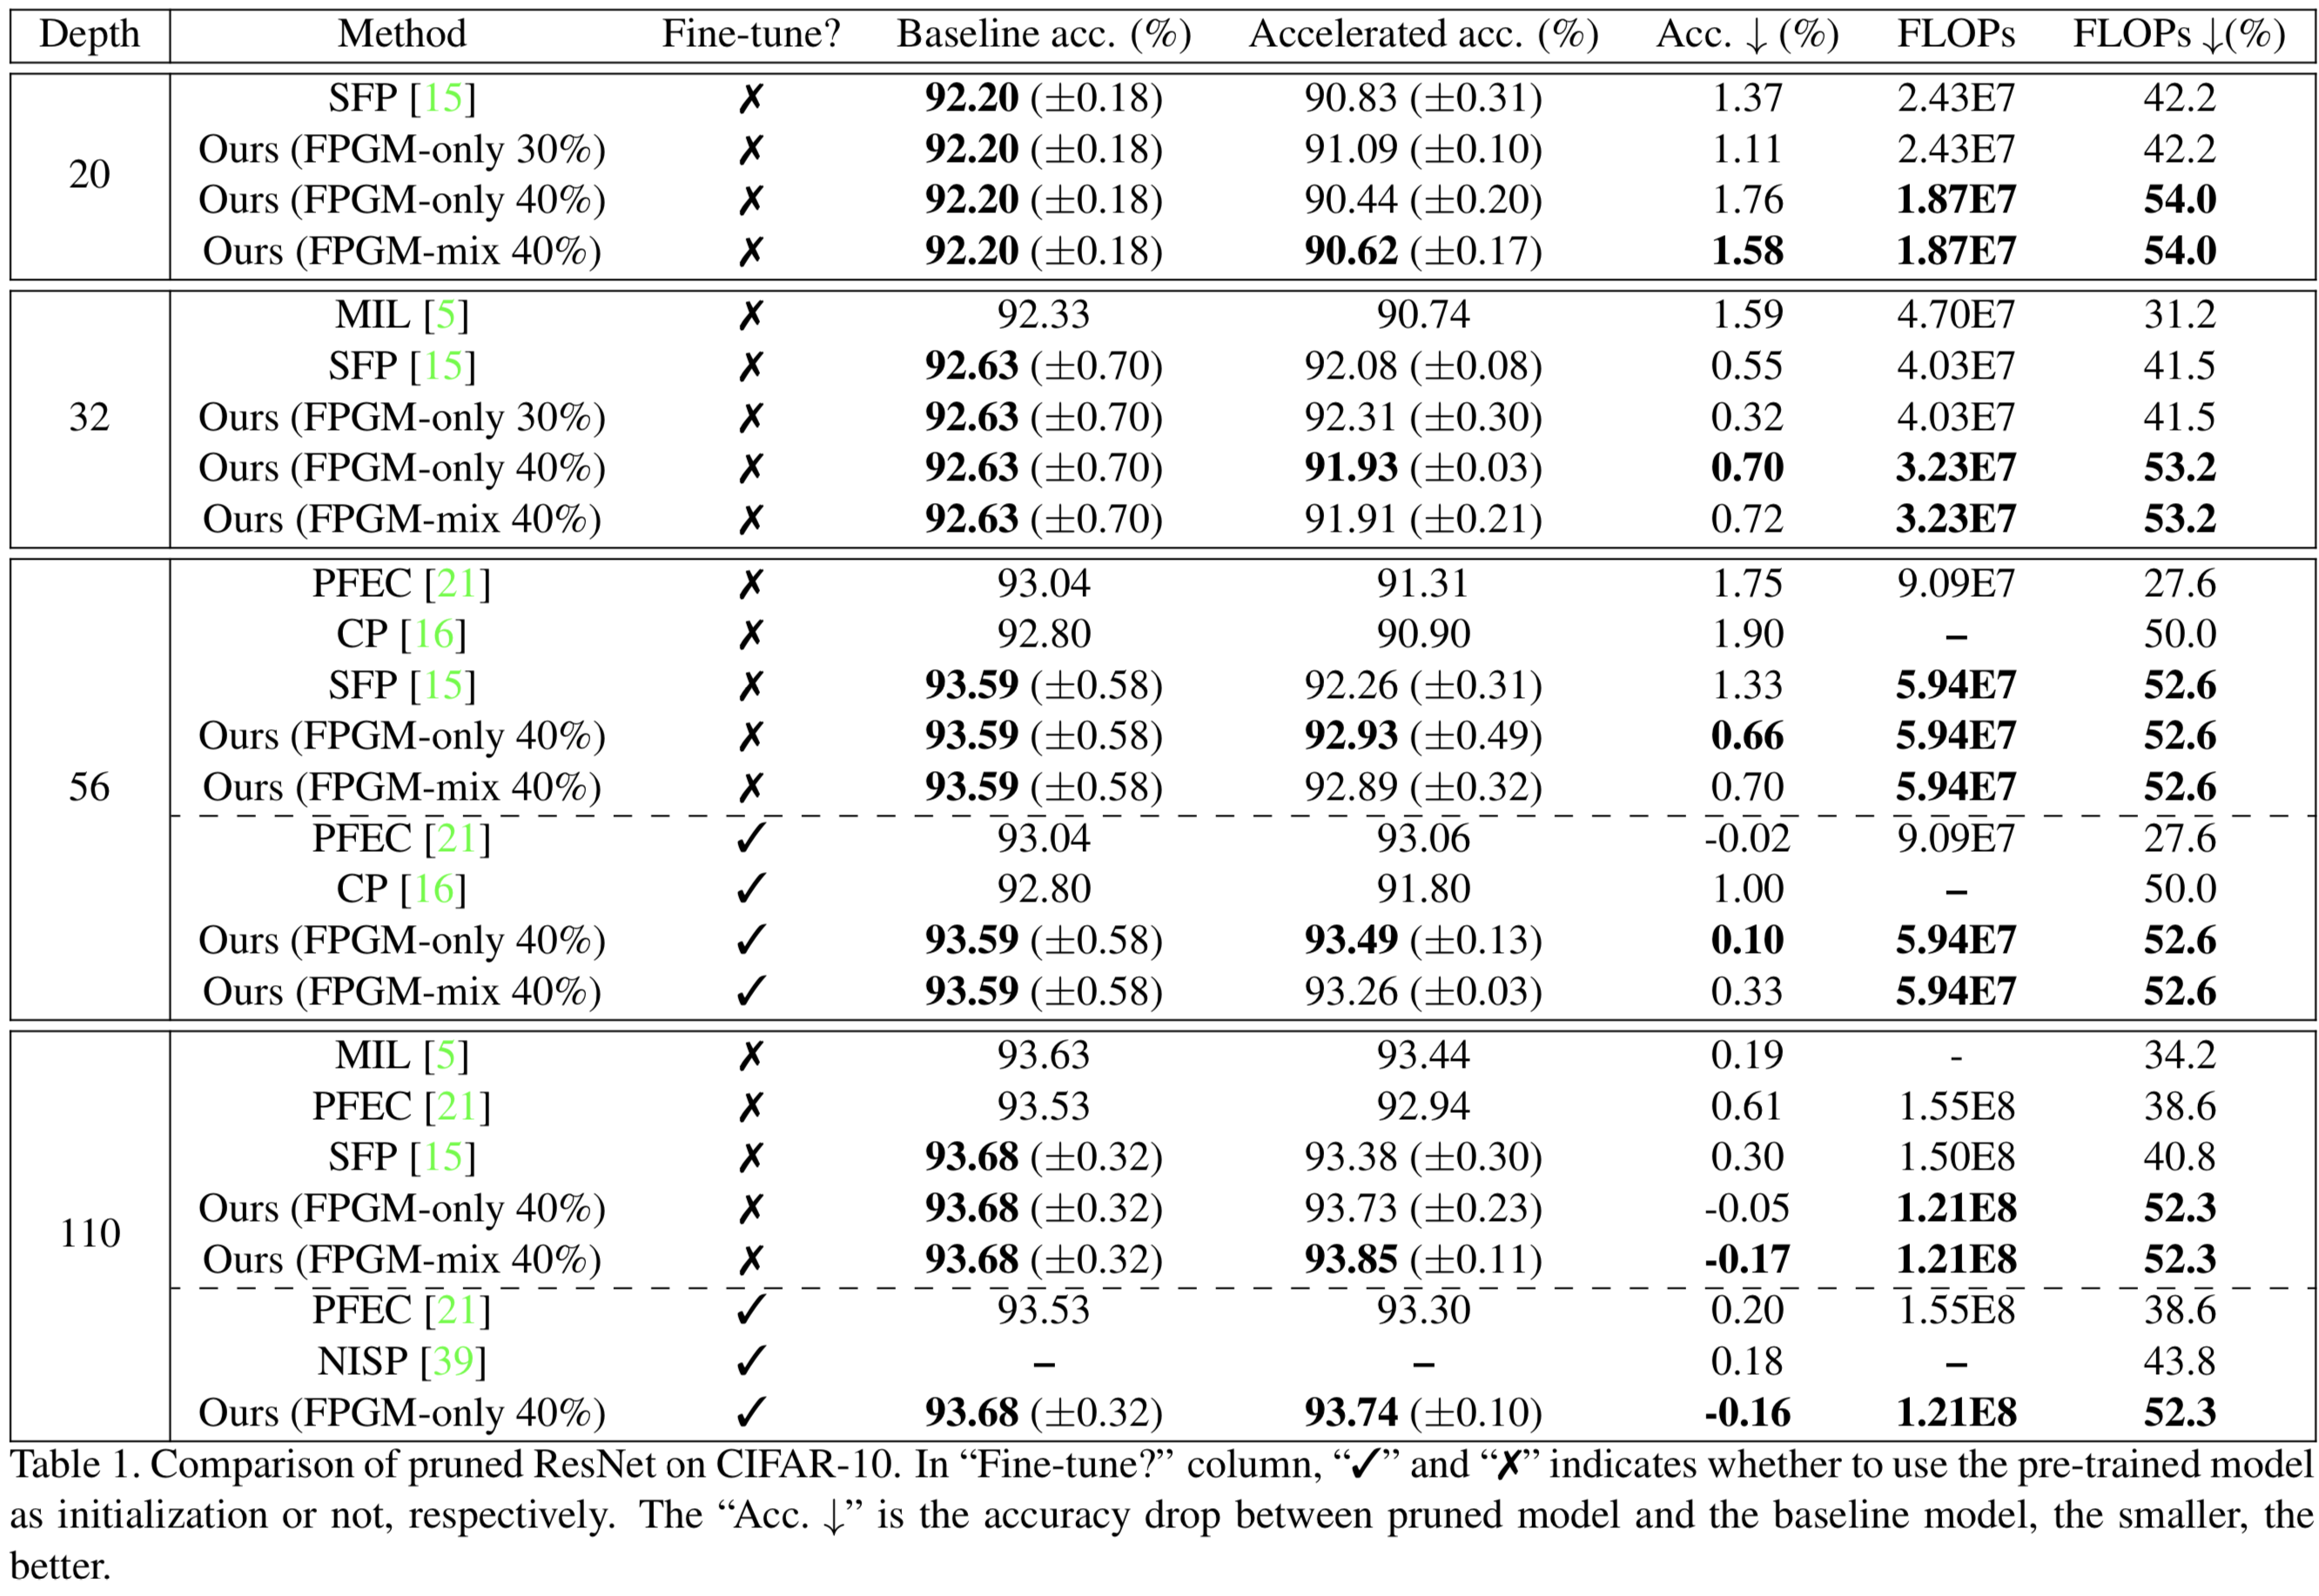 Depth Method Fine-tune? Baseline acc. (%) Accelerated acc. (%) Acc. ↓ (%) FLOPs FLOPs ↓(%)
SFP [15] ✗ 92.20 (±0.18) 90.83 (±0.31) 1.37 2.43E7 42.2
Ours (FPGM-only 30%) ✗ 92.20 (±0.18) 91.09 (±0.10) 1.11 2.43E7 42.2
20
Ours (FPGM-only 40%) ✗ 92.20 (±0.18) 90.44 (±0.20) 1.76 1.87E7 54.0
Ours (FPGM-mix 40%) ✗ 92.20 (±0.18) 90.62 (±0.17) 1.58 1.87E7 54.0
MIL [5] ✗ 92.33 90.74 1.59 4.70E7 31.2
SFP [15] ✗ 92.63 (±0.70) 92.08 (±0.08) 0.55 4.03E7 41.5
32 Ours (FPGM-only 30%) ✗ 92.63 (±0.70) 92.31 (±0.30) 0.32 4.03E7 41.5
Ours (FPGM-only 40%) ✗ 92.63 (±0.70) 91.93 (±0.03) 0.70 3.23E7 53.2
Ours (FPGM-mix 40%) ✗ 92.63 (±0.70) 91.91 (±0.21) 0.72 3.23E7 53.2
PFEC [21] ✗ 93.04 91.31 1.75 9.09E7 27.6
CP [16] ✗ 92.80 90.90 1.90 – 50.0
SFP [15] ✗ 93.59 (±0.58) 92.26 (±0.31) 1.33 5.94E7 52.6
Ours (FPGM-only 40%) ✗ 93.59 (±0.58) 92.93 (±0.49) 0.66 5.94E7 52.6
56 Ours (FPGM-mix 40%) ✗ 93.59 (±0.58) 92.89 (±0.32) 0.70 5.94E7 52.6
PFEC [21] ✓ 93.04 93.06 -0.02 9.09E7 27.6
CP [16] ✓ 92.80 91.80 1.00 – 50.0
Ours (FPGM-only 40%) ✓ 93.59 (±0.58) 93.49 (±0.13) 0.10 5.94E7 52.6
Ours (FPGM-mix 40%) ✓ 93.59 (±0.58) 93.26 (±0.03) 0.33 5.94E7 52.6
MIL [5] ✗ 93.63 93.44 0.19 - 34.2
PFEC [21] ✗ 93.53 92.94 0.61 1.55E8 38.6
SFP [15] ✗ 93.68 (±0.32) 93.38 (±0.30) 0.30 1.50E8 40.8
Ours (FPGM-only 40%) ✗ 93.68 (±0.32) 93.73 (±0.23) -0.05 1.21E8 52.3
110
Ours (FPGM-mix 40%) ✗ 93.68 (±0.32) 93.85 (±0.11) -0.17 1.21E8 52.3
PFEC [21] ✓ 93.53 93.30 0.20 1.55E8 38.6
NISP [39] ✓ – – 0.18 – 43.8
Ours (FPGM-only 40%) ✓ 93.68 (±0.32) 93.74 (±0.10) -0.16 1.21E8 52.3
Table 1. Comparison of pruned ResNet on CIFAR-10. In “Fine-tune?” column, “✓” and “✗” indicates whether to use the pre-trained model
as initialization or not, respectively. The “Acc. ↓” is the accuracy drop between pruned model and the baseline model, the smaller, the
better.